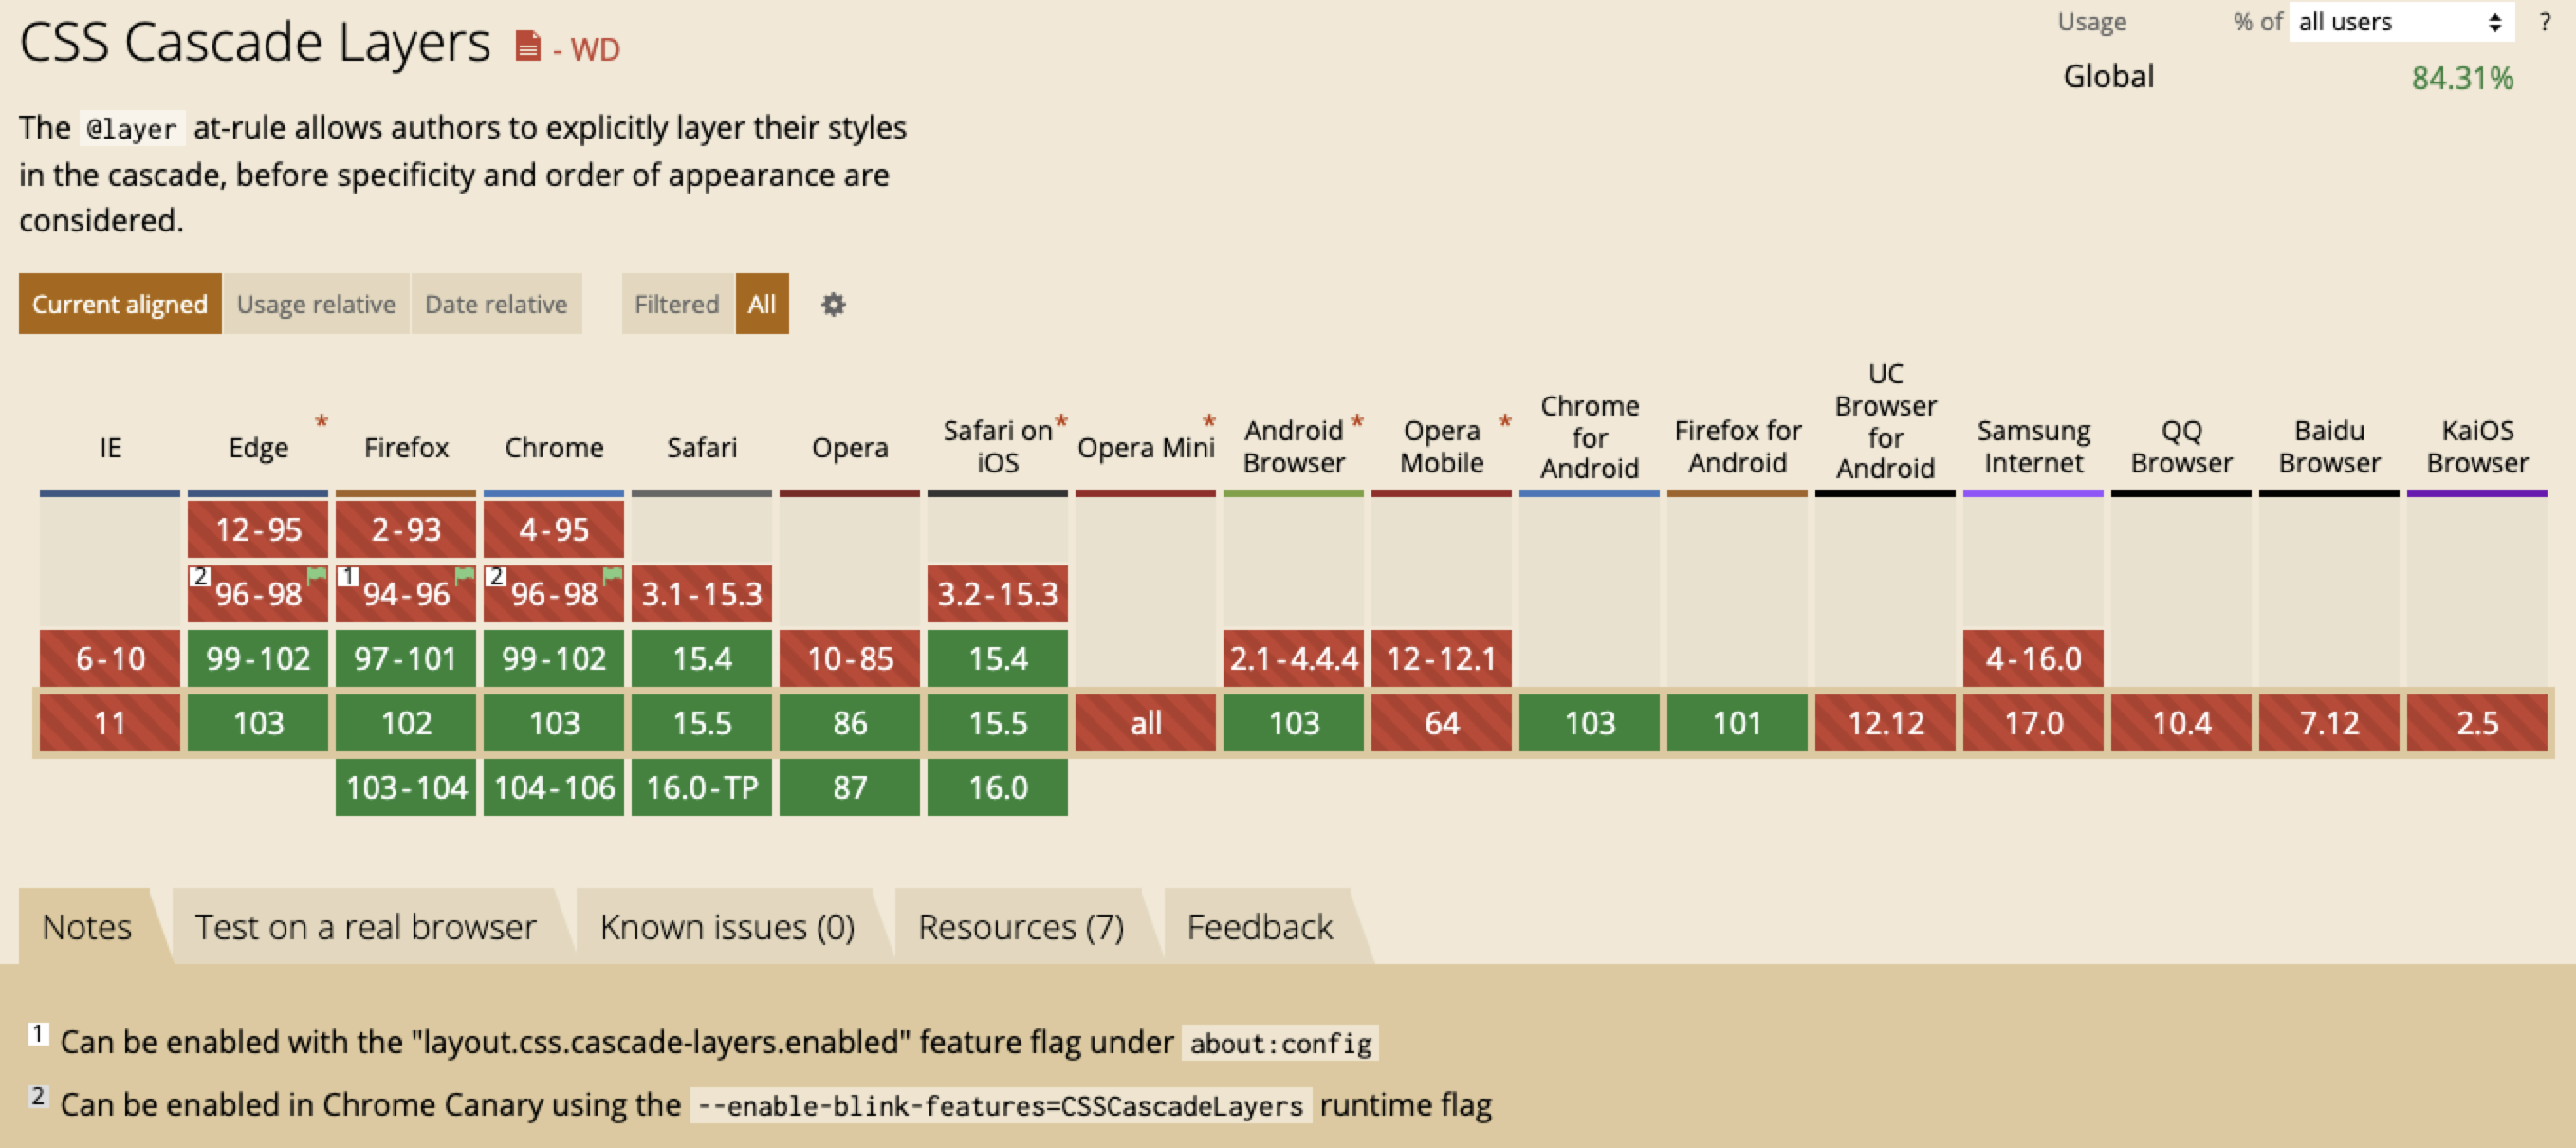 CSS Cascade Layers - WD
Usage % of all users ?
Global 84.31%
The @layer at-rule allows authors to explicitly layer their styles
in the cascade, before specificity and order of appearance are
considered.
Current aligned Usage relative Date relative Filtered All
IE
Edge *
Firefox
Chrome
Safari
Opera
Safari on *
iOS
Opera Mini *
Android *
Browser
Opera *
Mobile
Chrome
for
Android
Firefox for
Android
UC
Browser
for
Android
Samsung
Internet
QQ
Browser
Baidu
Browser
KaiOS
Browser
12-95 2-93 4-95
2 96-98 1 94-96 2 96-98 3.1-15.3 3.2-15.3
6-10 99-102 97-101 99-102 15.4 10-85 15.4 2.1-4.4.4 12-12.1 4-16.0
11 103 102 103 15.5 86 15.5 all 103 64 103 101 12.12 17.0 10.4 7.12 2.5
103-104 104-106 16.0-TP 87 16.0
Notes Test on a real browser Known issues (0) Resources (7) Feedback
1 Can be enabled with the "layout.css.cascade-layers.enabled" feature flag under about:config
2 Can be enabled in Chrome Canary using the --enable-blink-features=CSSCascadeLayers runtime flag